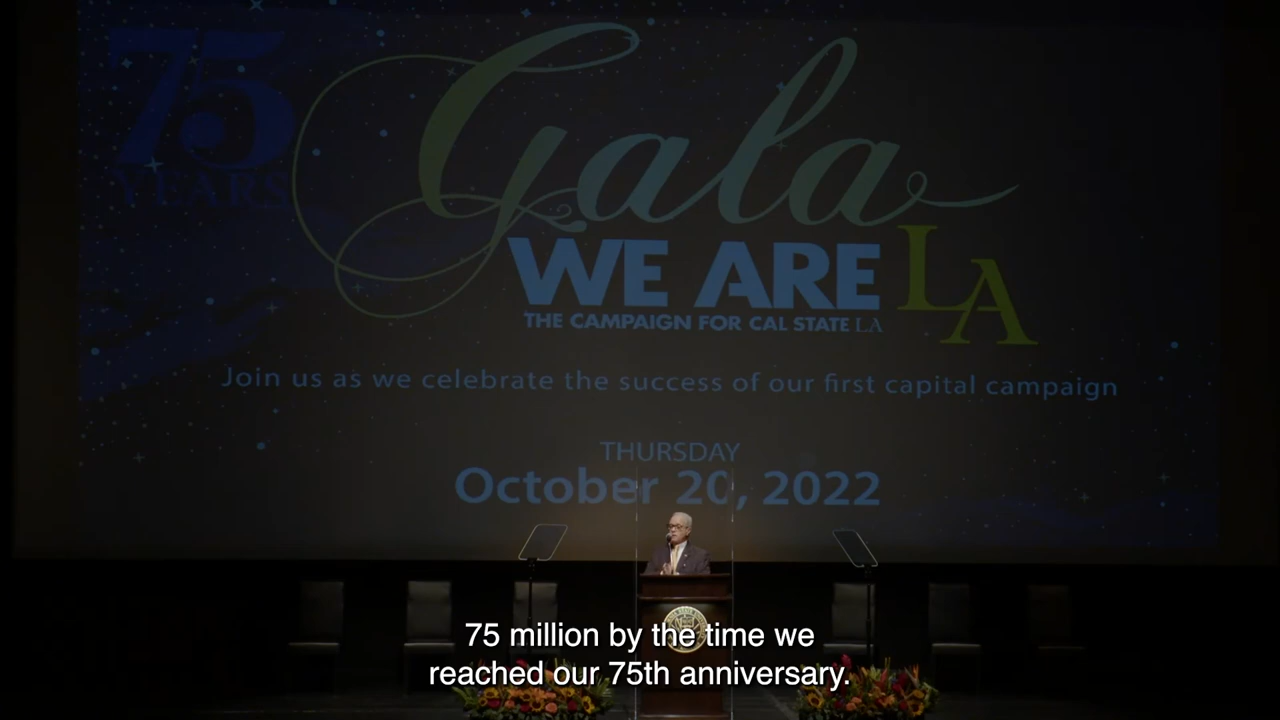 75
YEARS
Gala
WE ARE LA
THE CAMPAIGN FOR CAL STATE LA
Join us as we celebrate the success of our first capital campaign
THURSDAY
October 20, 2022
75 million by the time we
reached our 75th anniversary.